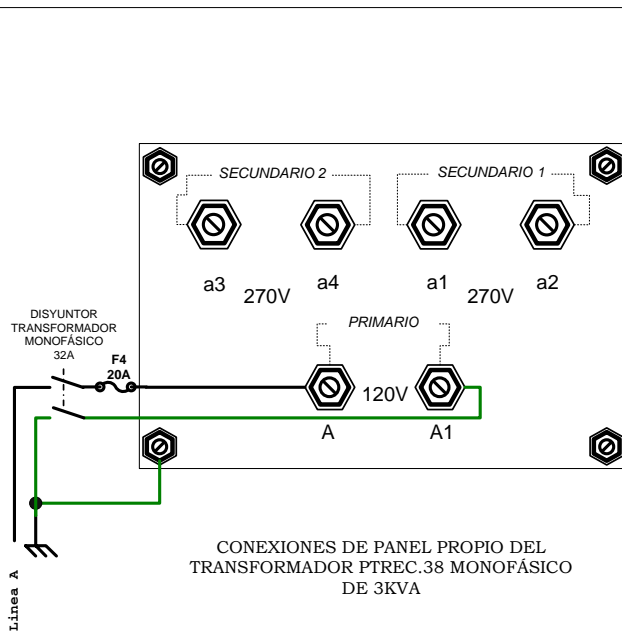 SECUNDARIO 2
SECUNDARIO 1
a3
270V
a4
a1
270V
a2
DISYUNTOR
TRANSFORMADOR
MONOFÁSICO
32A
F4
20A
PRIMARIO
120V
A
A1
CONEXIONES DE PANEL PROPIO DEL
TRANSFORMADOR PTREC.38 MONOFÁSICO
DE 3KVA
Linea A